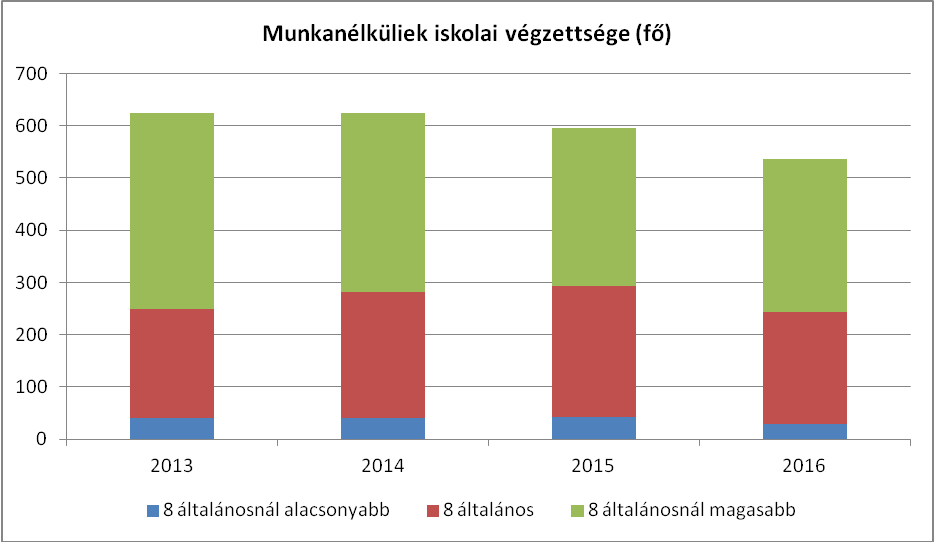 Munkanélküliek iskolai végzettsége (fő)
700
600
500
400
300
200
100
0
2013 2014 2015 2016
8 általánosnál alacsonyabb 8 általános 8 általánosnál magasabb